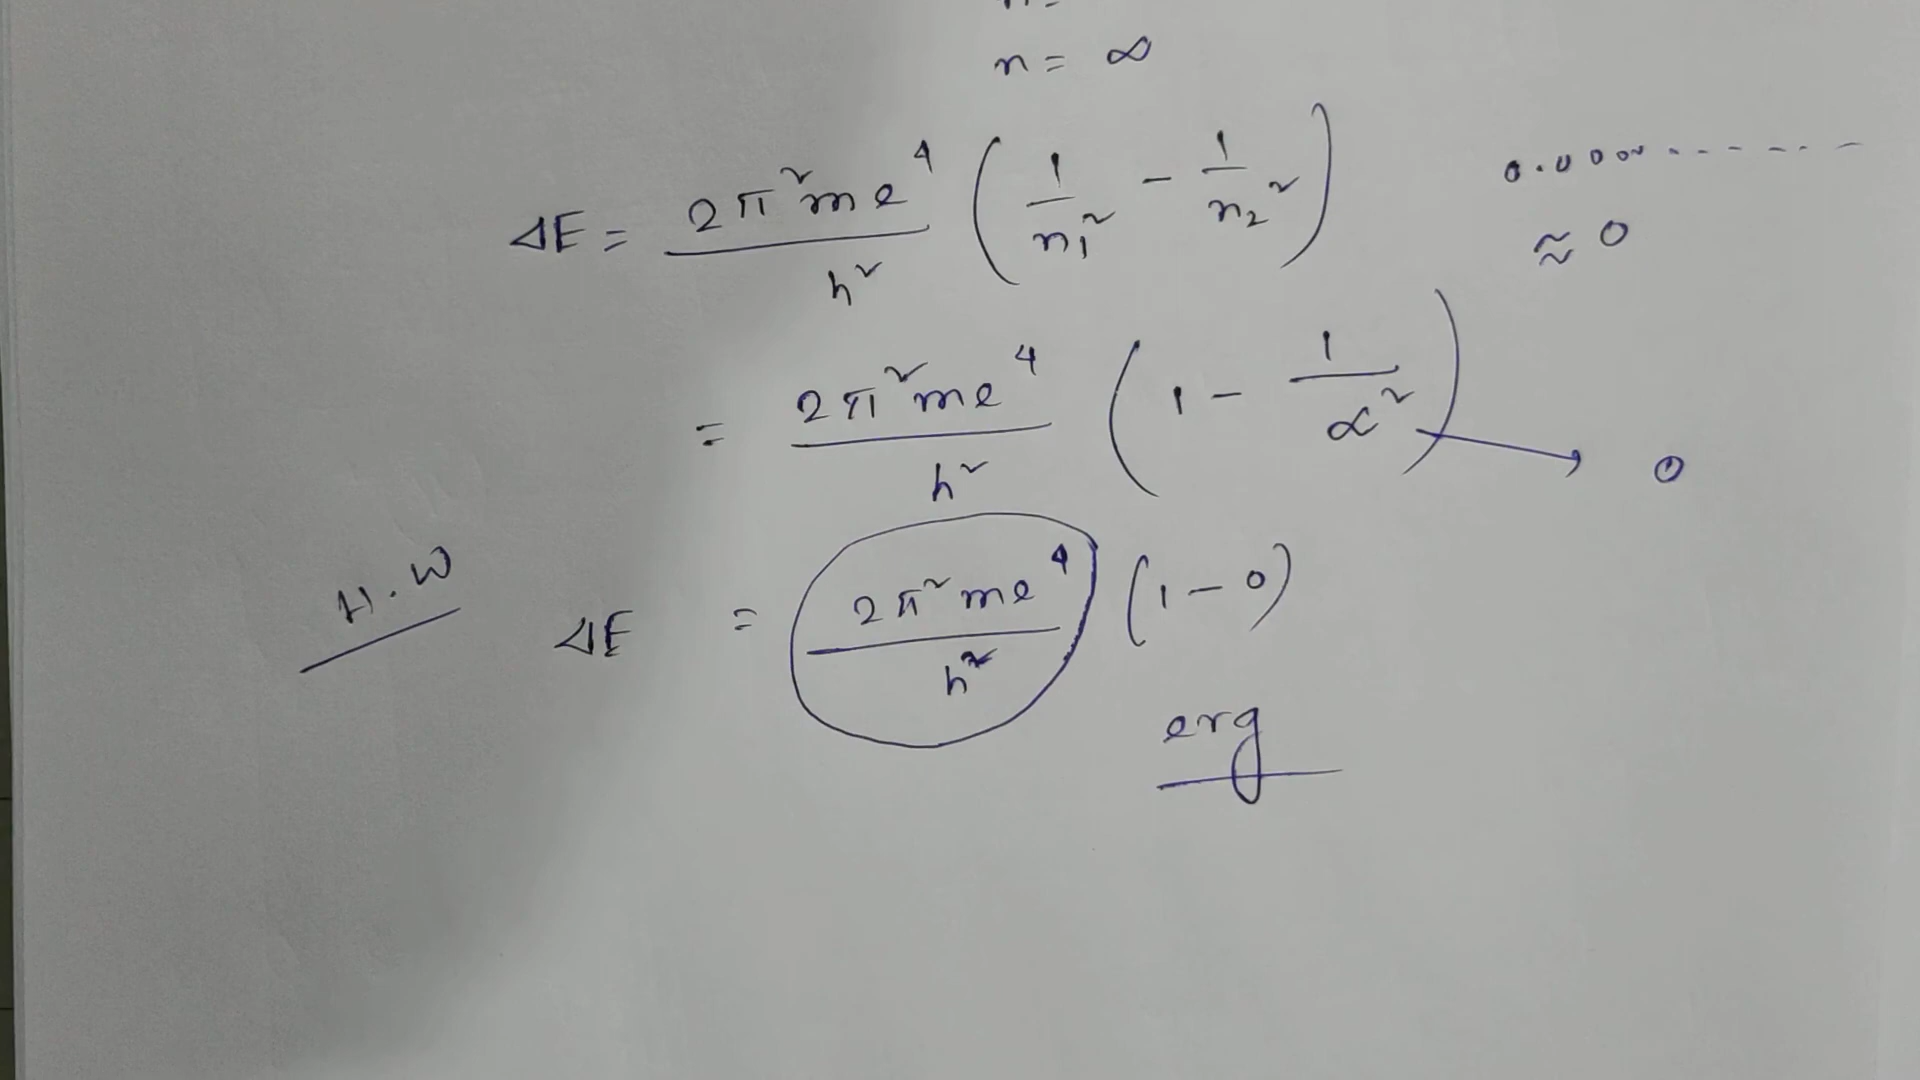 n = ∞
ΔE = 2π²me⁴ / h² (1/n₁² - 1/n₂²)
0.0000 - - - - - -
≈ 0
= 2π²me⁴ / h² (1 - 1/∝²) → 0
H.W
ΔE = 2π²me⁴ / h² (1 - 0)
erg